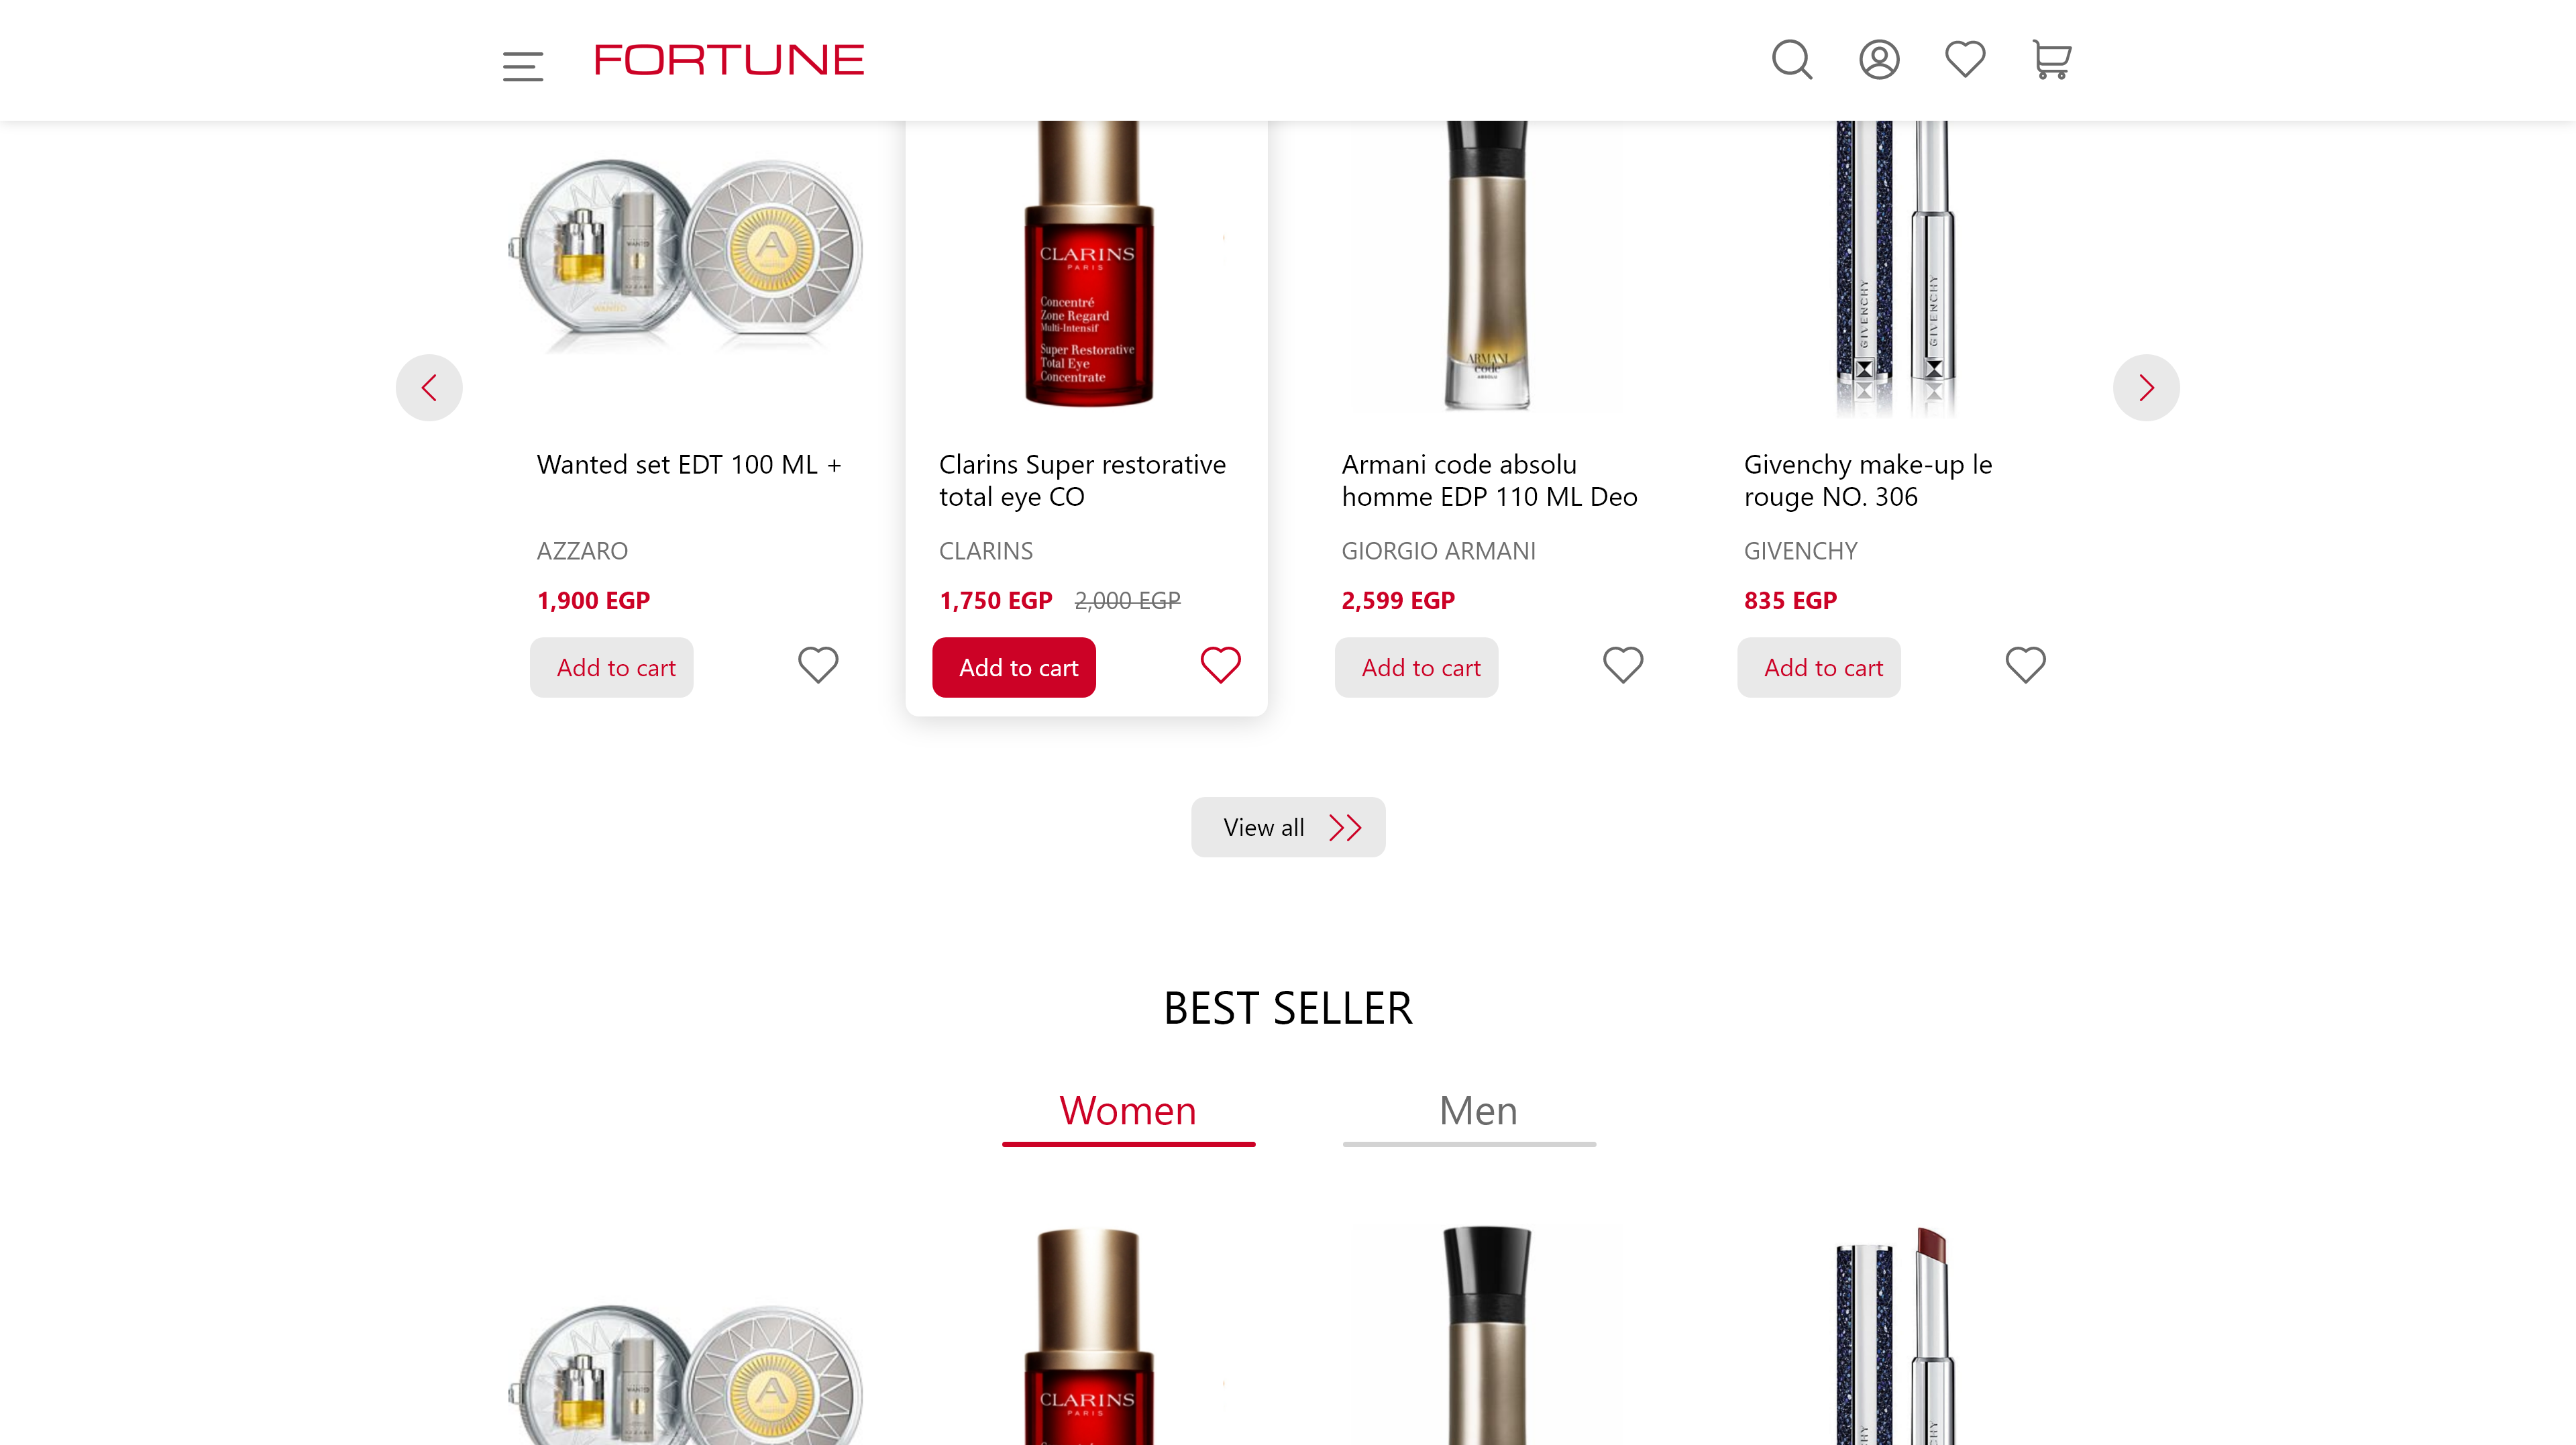 FORTUNE
WANTED
WANTED
A
CLARINS
PARIS
Concentré
Zone Regard
Multi-Intensif
Super Restorative
Total Eye
Concentrate
ARMANI
code
ABSOLU
GIVENCHY
GIVENCHY
Wanted set EDT 100 ML +
AZZARO
1,900 EGP
Add to cart
Clarins Super restorative
total eye CO
CLARINS
1,750 EGP 2,000 EGP
Add to cart
Armani code absolu
homme EDP 110 ML Deo
GIORGIO ARMANI
2,599 EGP
Add to cart
Givenchy make-up le
rouge NO. 306
GIVENCHY
835 EGP
Add to cart
View all
BEST SELLER
Women Men
WANTED
A
CLARINS
PARIS